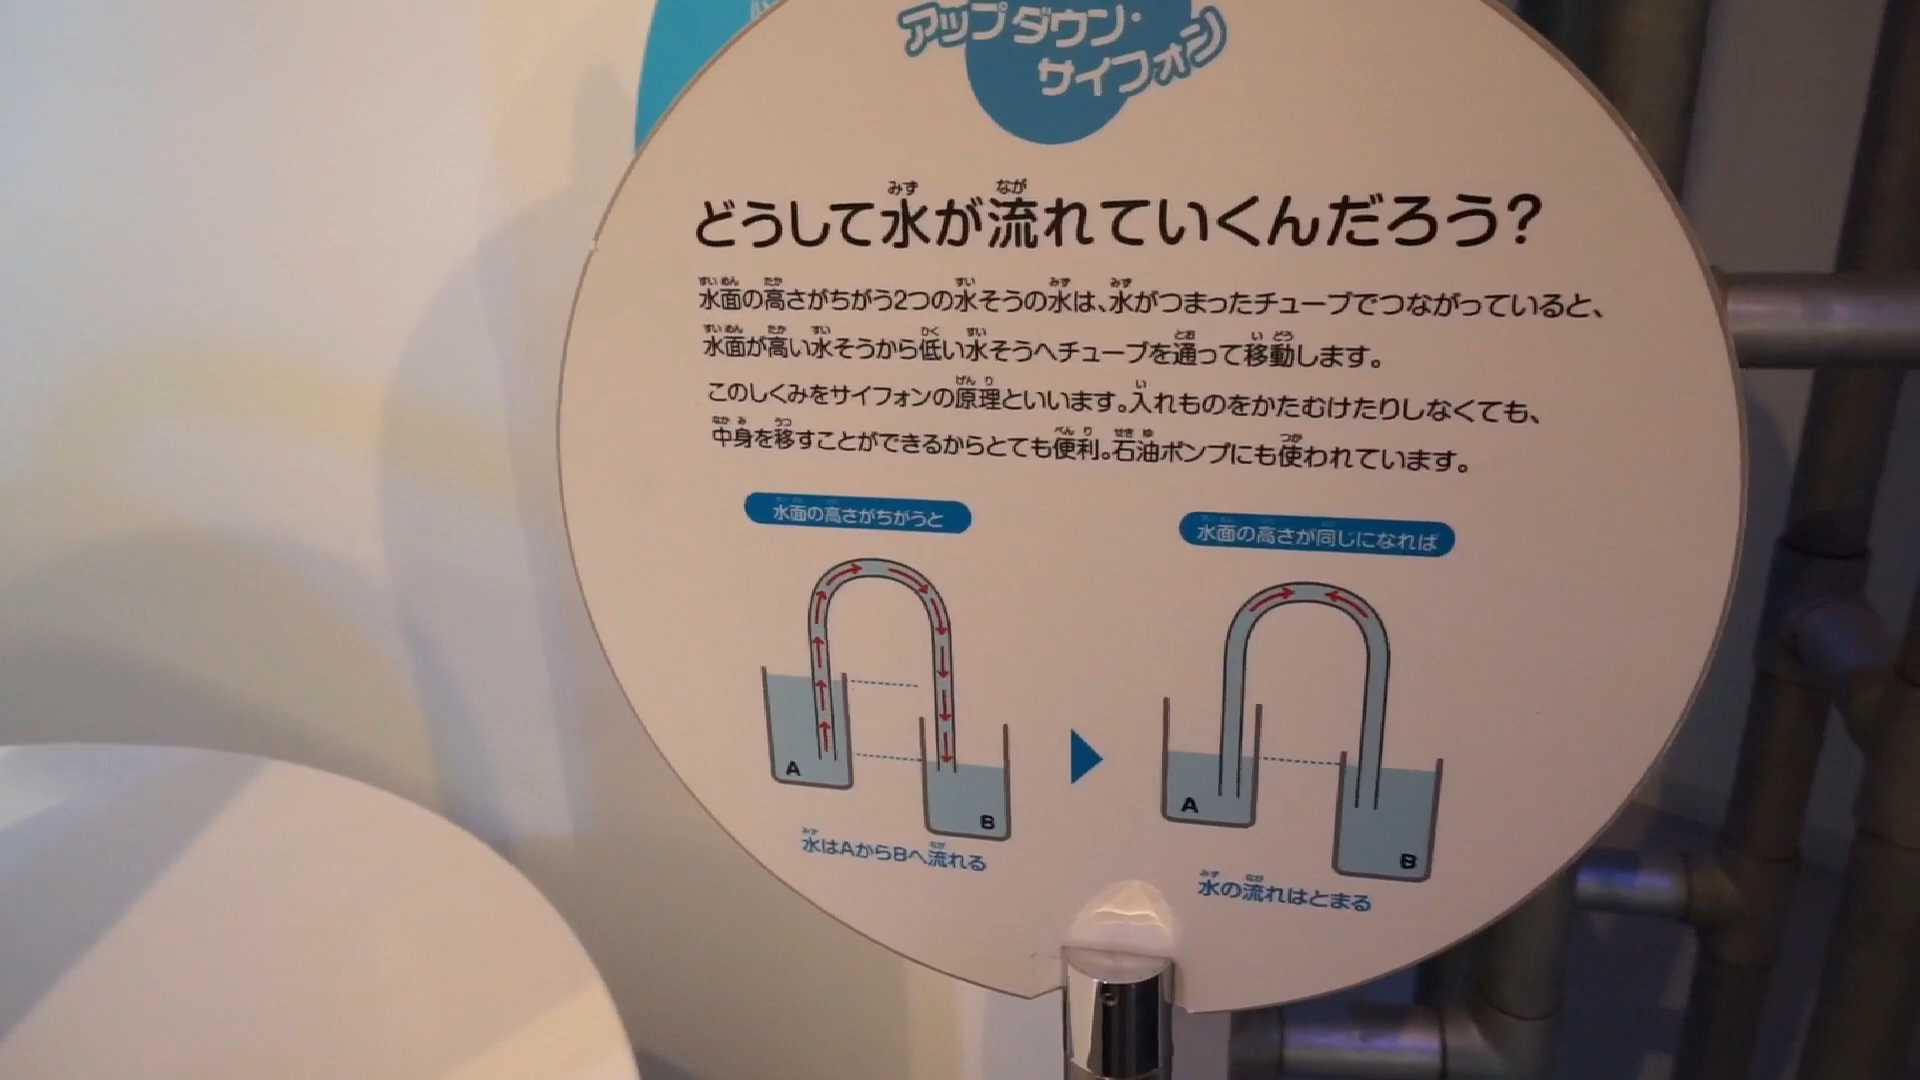 アップダウン・
サイフォン
どうして水が流れていくんだろう?
水面の高さがちがう2つの水そうの水は、水がつまったチューブでつながっていると、
水面が高い水そうから低い水そうへチューブを通って移動します。
このしくみをサイフォンの原理といいます。入れものをかたむけたりしなくても、
中身を移すことができるからとても便利。石油ポンプにも使われています。
水面の高さがちがうと
水面の高さが同じになれば
A
B
A
B
水はAからBへ流れる
水の流れはとまる